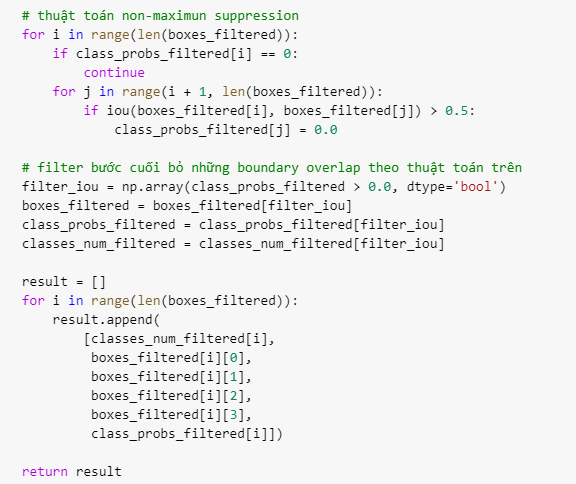 # thuật toán non-maximun suppression
for i in range(len(boxes_filtered)):
    if class_probs_filtered[i] == 0:
        continue
    for j in range(i + 1, len(boxes_filtered)):
        if iou(boxes_filtered[i], boxes_filtered[j]) > 0.5:
            class_probs_filtered[j] = 0.0

# filter bước cuối bỏ những boundary overlap theo thuật toán trên
filter_iou = np.array(class_probs_filtered > 0.0, dtype='bool')
boxes_filtered = boxes_filtered[filter_iou]
class_probs_filtered = class_probs_filtered[filter_iou]
classes_num_filtered = classes_num_filtered[filter_iou]

result = []
for i in range(len(boxes_filtered)):
    result.append(
        [classes_num_filtered[i],
         boxes_filtered[i][0],
         boxes_filtered[i][1],
         boxes_filtered[i][2],
         boxes_filtered[i][3],
         class_probs_filtered[i]])

return result